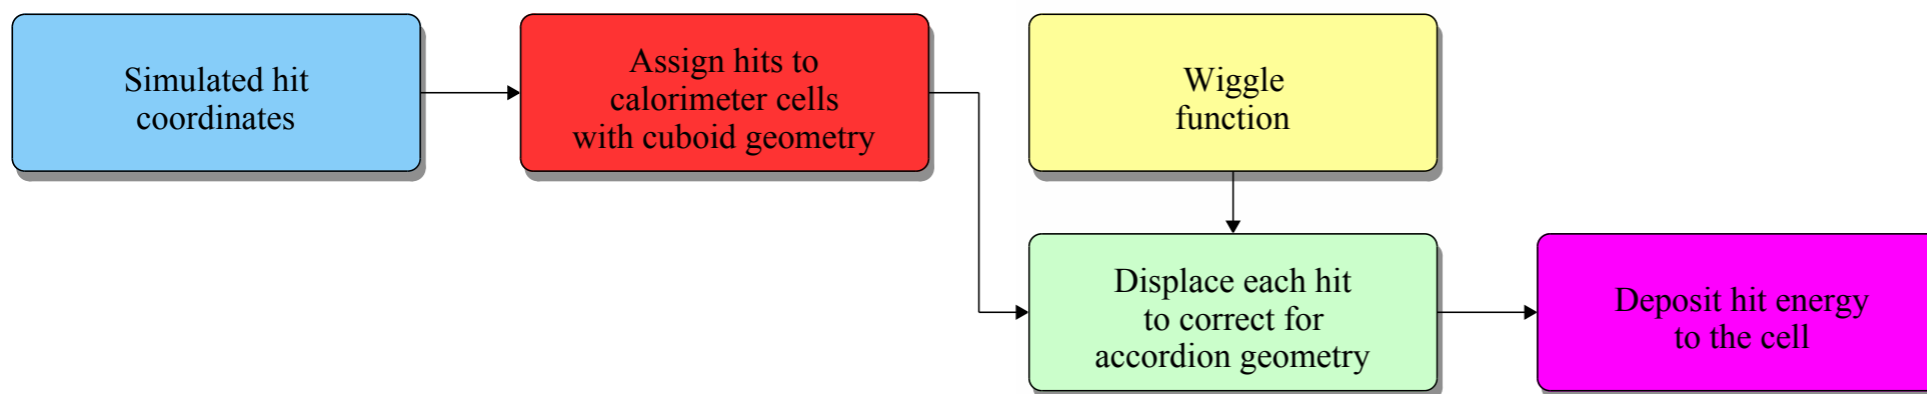 Simulated hit
coordinates
Assign hits to
calorimeter cells
with cuboid geometry
Wiggle
function
Displace each hit
to correct for
accordion geometry
Deposit hit energy
to the cell